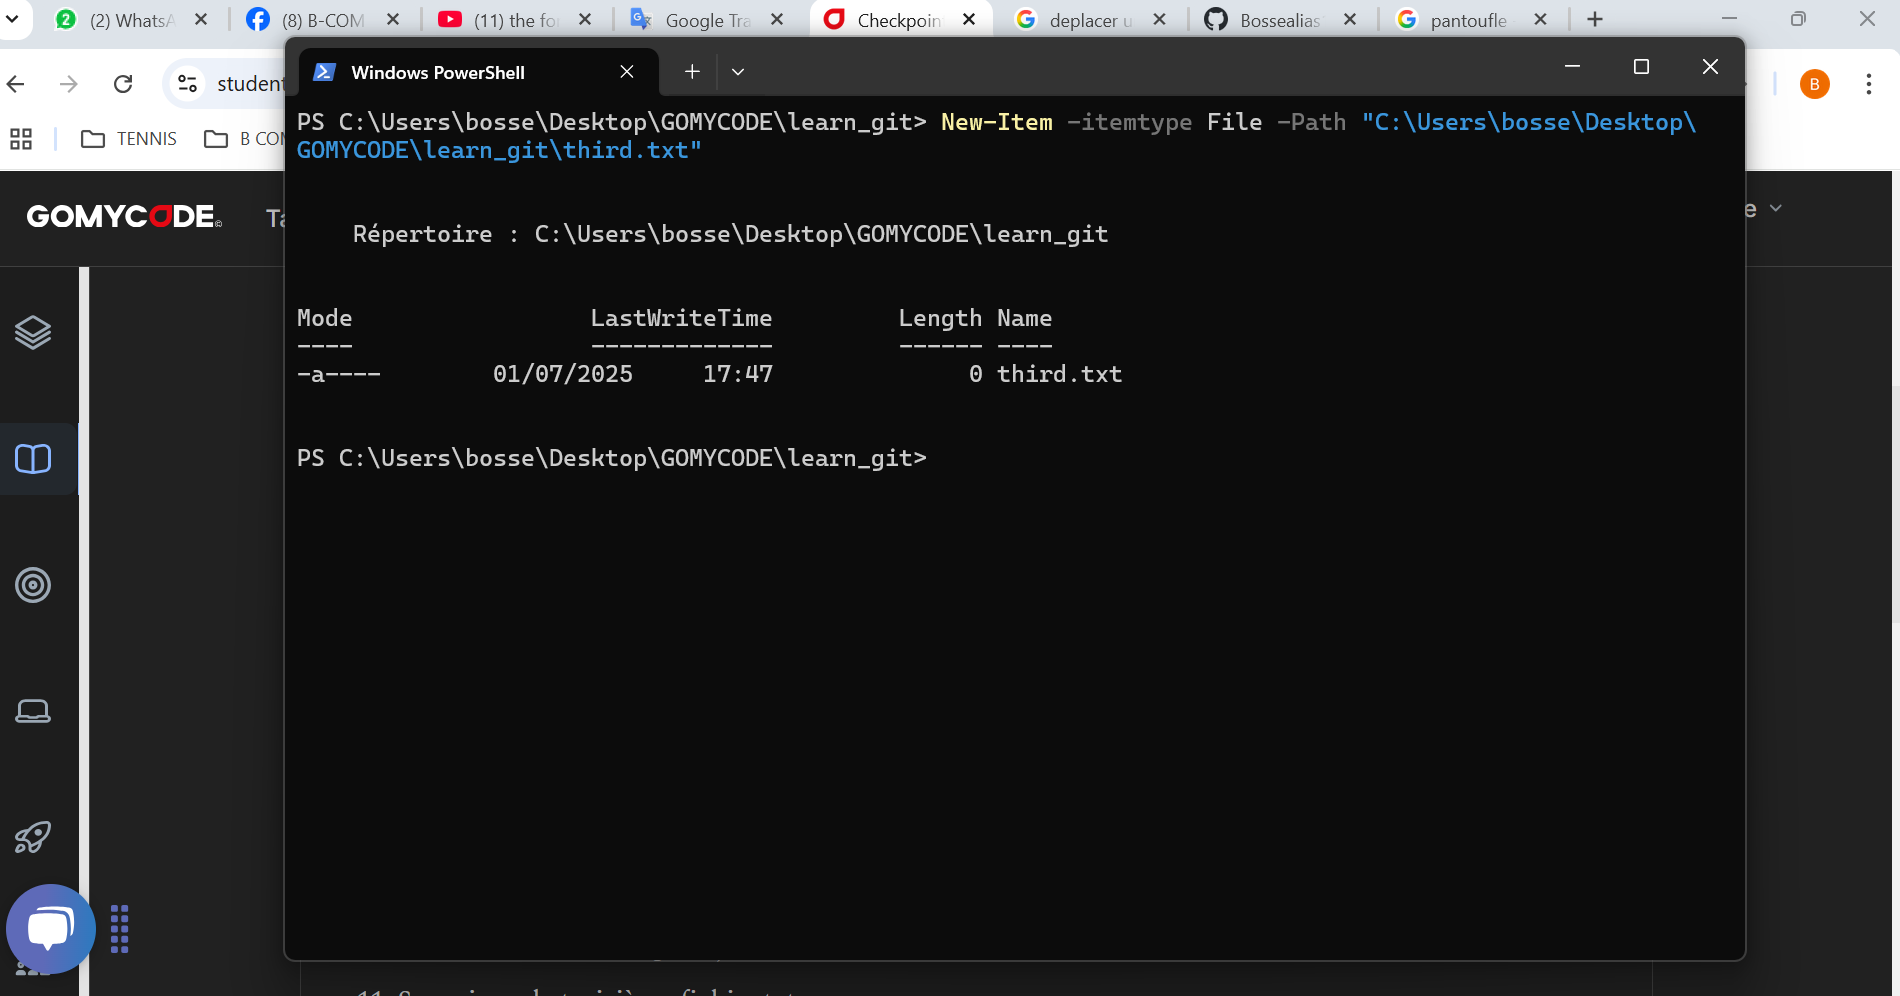 (2) WhatsA
(8) B-COM
(11) the fo
Google Tra
Checkpoin
deplacer u
Bossealias
pantoufle
student
B
TENNIS
B CO
GOMYCODE
Ta
e
Windows PowerShell
PS C:\Users\bosse\Desktop\GOMYCODE\learn_git> New-Item -itemtype File -Path "C:\Users\bosse\Desktop\
GOMYCODE\learn_git\third.txt"
Répertoire : C:\Users\bosse\Desktop\GOMYCODE\learn_git
Mode LastWriteTime Length Name
---- ------------- ------ ----
-a---- 01/07/2025 17:47 0 third.txt
PS C:\Users\bosse\Desktop\GOMYCODE\learn_git>